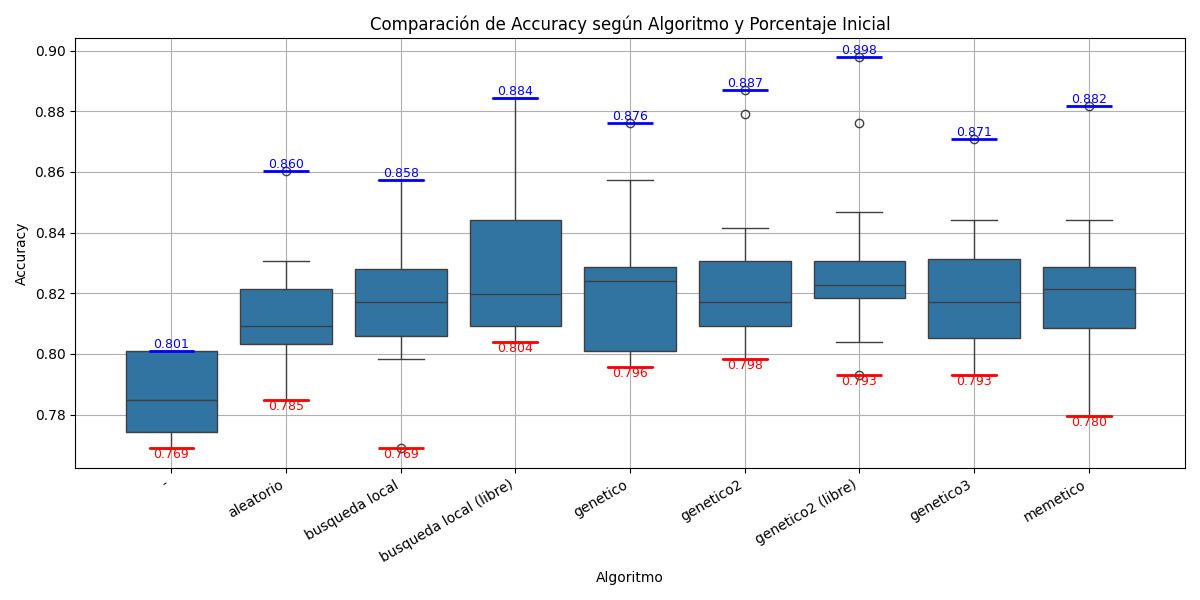 Comparación de Accuracy según Algoritmo y Porcentaje Inicial
Accuracy
0.90
0.88
0.86
0.84
0.82
0.80
0.78
0.801
0.769
0.860
0.785
0.858
0.769
0.884
0.804
0.876
0.796
0.887
0.798
0.898
0.793
0.871
0.793
0.882
0.780
-
aleatorio
busqueda local
busqueda local (libre)
genetico
genetico2
genetico2 (libre)
genetico3
memetico
Algoritmo